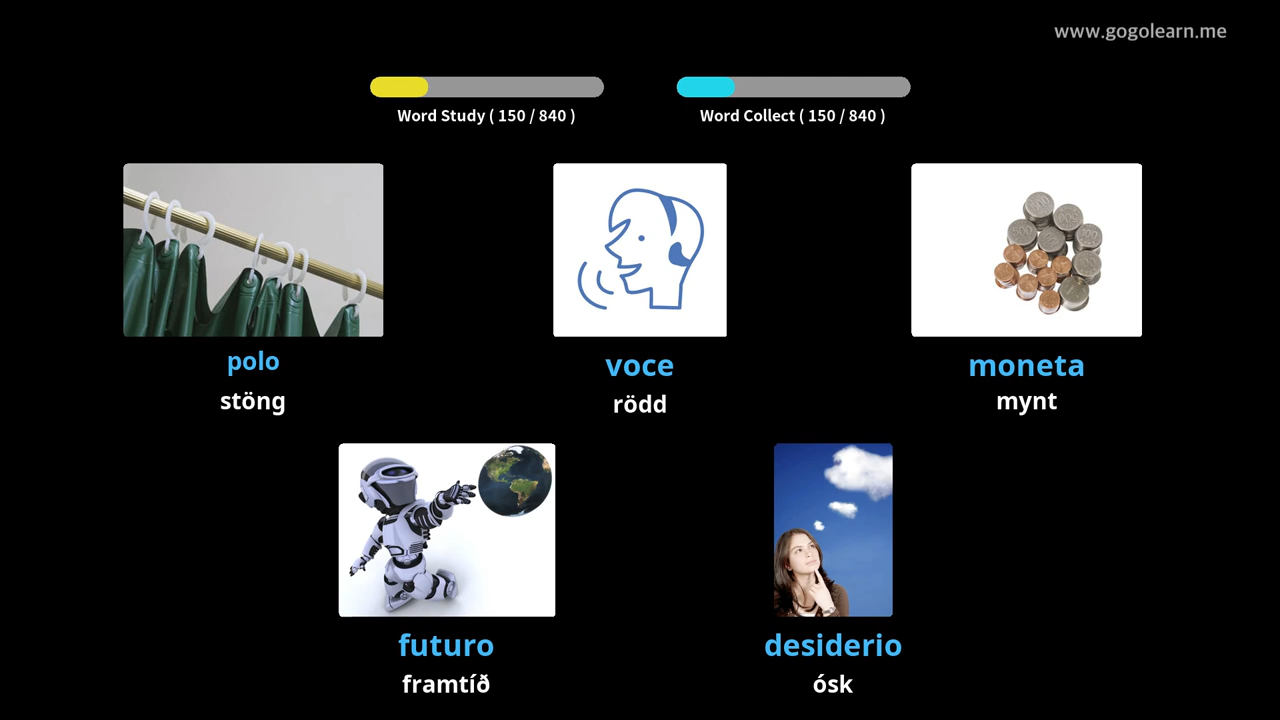 www.gogolearn.me
Word Study ( 150 / 840 )
Word Collect ( 150 / 840 )
polo
stöng
voce
rödd
moneta
mynt
futuro
framtíð
desiderio
ósk